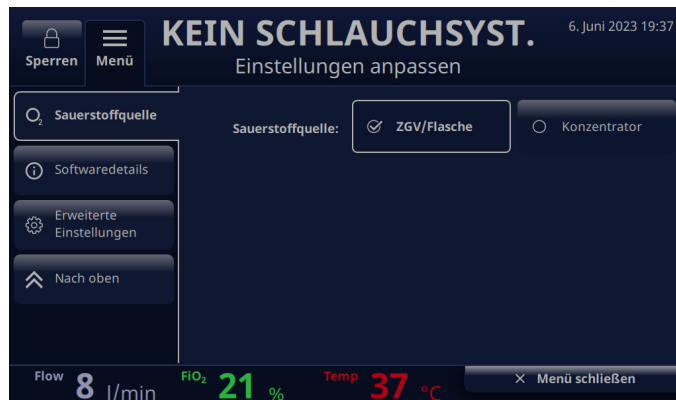 Sperren
Menü
KEIN SCHLAUCHSYST.
Einstellungen anpassen
6. Juni 2023 19:37
O₂ Sauerstoffquelle
Softwaredetails
Erweiterte
Einstellungen
Nach oben
Sauerstoffquelle:
ZGV/Flasche
Konzentrator
Flow 8 l/min
FiO₂ 21 %
Temp 37 °C
Menü schließen